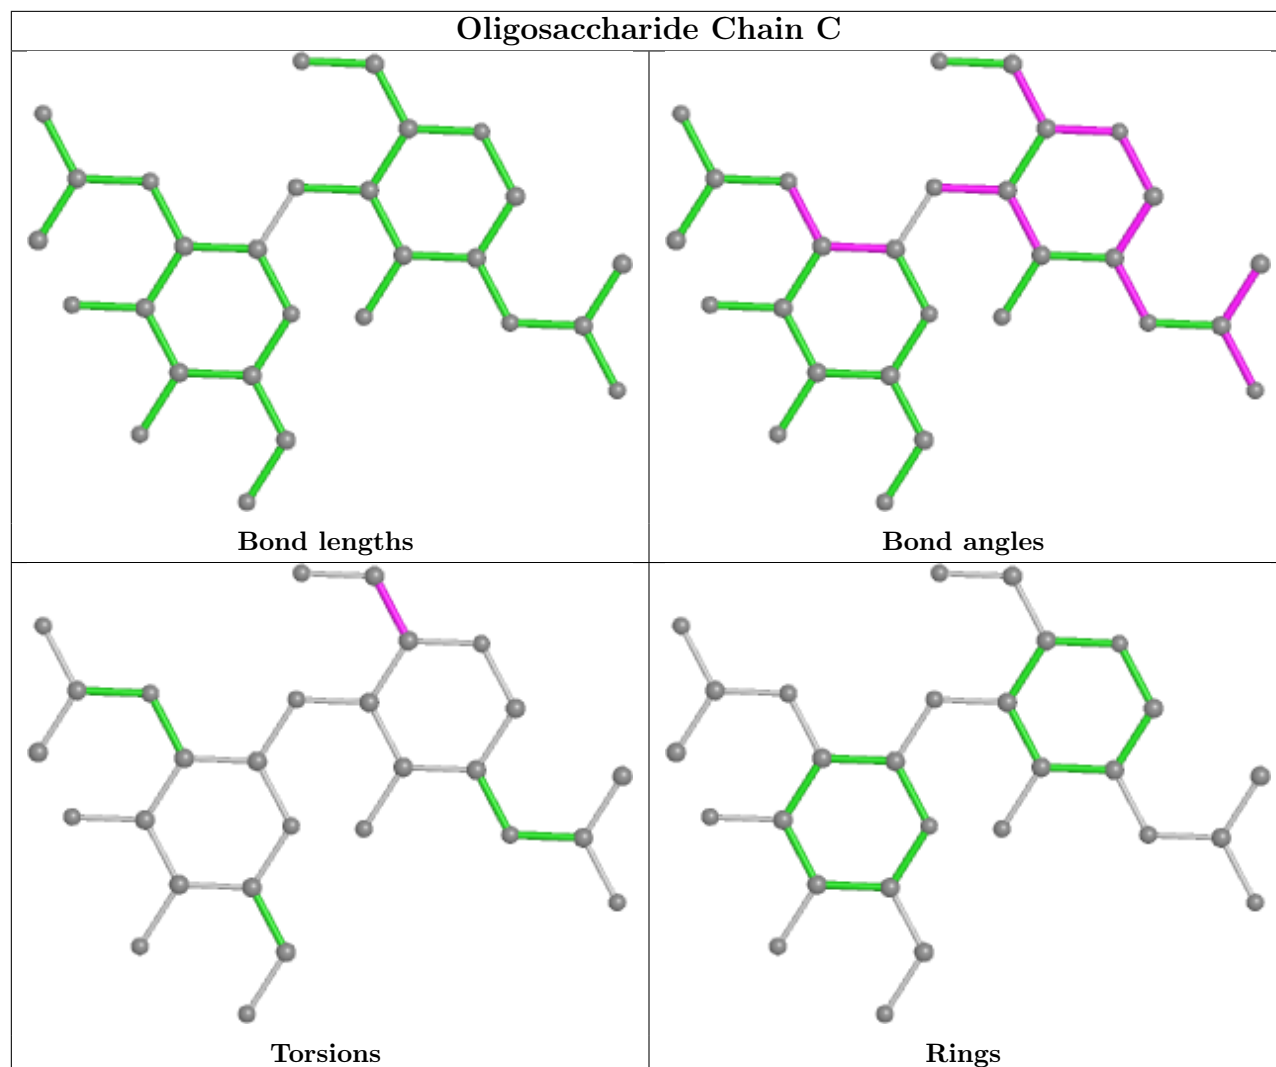 Oligosaccharide Chain C
Bond lengths
Bond angles
Torsions
Rings